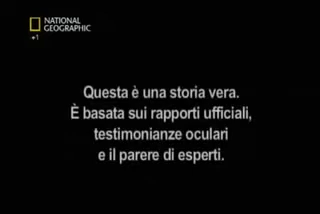 NATIONAL
GEOGRAPHIC
+1
Questa è una storia vera.
È basata sui rapporti ufficiali,
testimonianze oculari
e il parere di esperti.